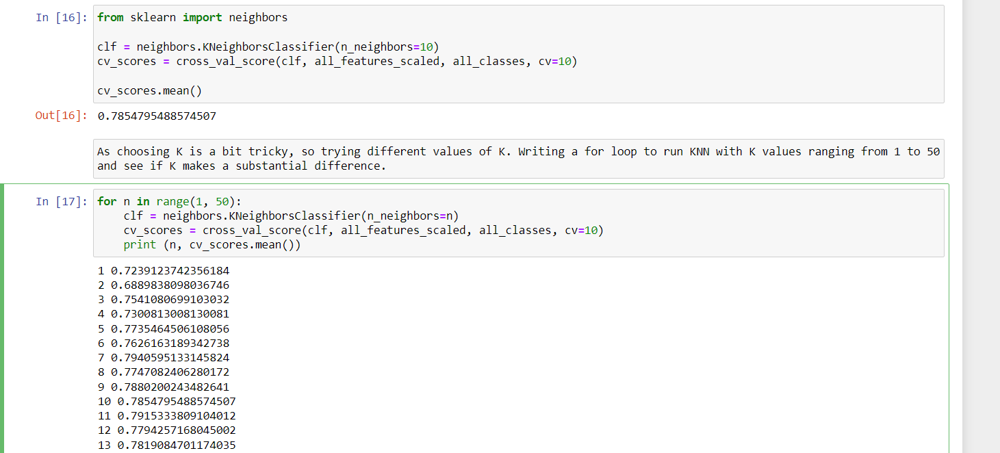 In [16]: from sklearn import neighbors
clf = neighbors.KNeighborsClassifier(n_neighbors=10)
cv_scores = cross_val_score(clf, all_features_scaled, all_classes, cv=10)
cv_scores.mean()
Out[16]: 0.7854795488574507
As choosing K is a bit tricky, so trying different values of K. Writing a for loop to run KNN with K values ranging from 1 to 50
and see if K makes a substantial difference.
In [17]: for n in range(1, 50):
    clf = neighbors.KNeighborsClassifier(n_neighbors=n)
    cv_scores = cross_val_score(clf, all_features_scaled, all_classes, cv=10)
    print (n, cv_scores.mean())
1 0.7239123742356184
2 0.6889838098036746
3 0.7541080699103032
4 0.7300813008130081
5 0.7735464506108056
6 0.7626163189342738
7 0.7940595133145824
8 0.7747082406280172
9 0.7880200243482641
10 0.7854795488574507
11 0.7915333809104012
12 0.7794257168045002
13 0.7819084701174035